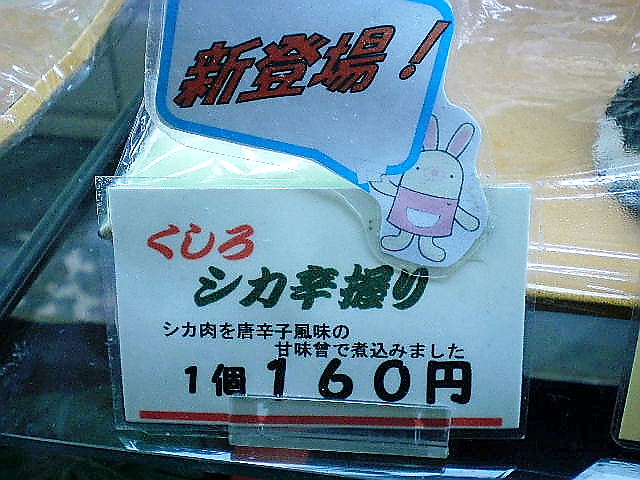 新登場！
くしろ
シカ辛握り
シカ肉を唐辛子風味の
甘味曾で煮込みました
1個160円